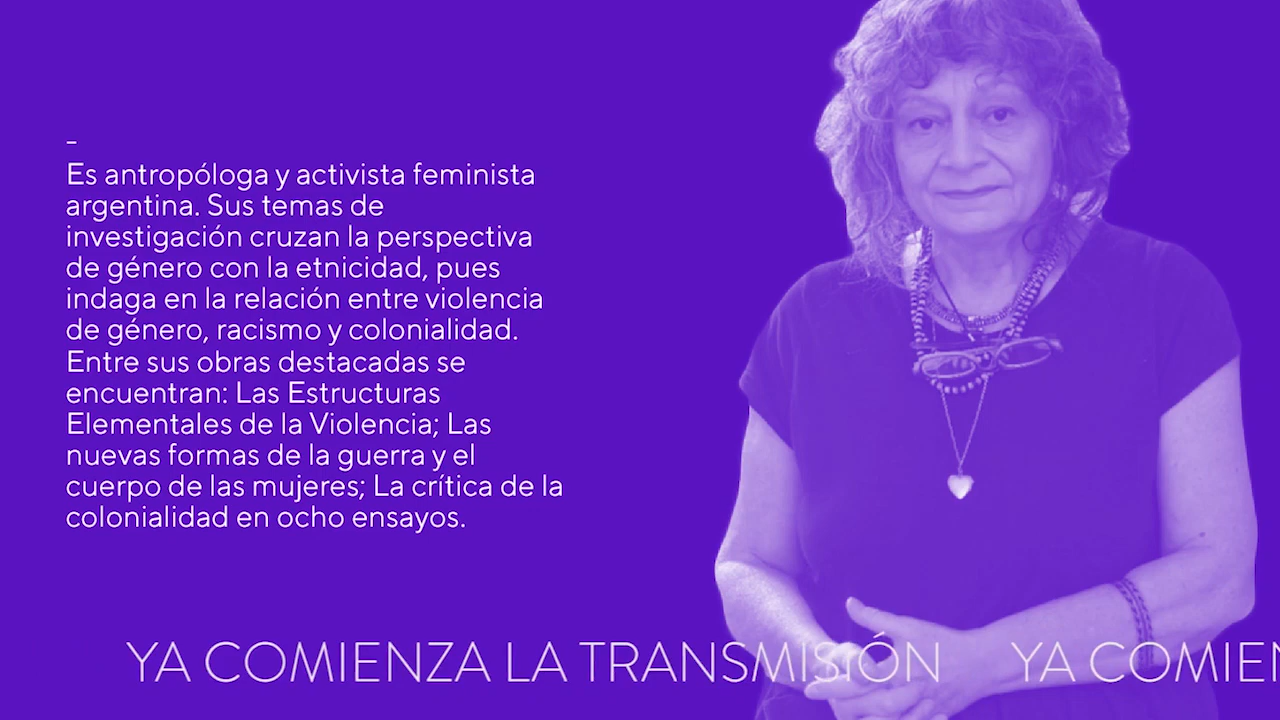 -
Es antropóloga y activista feminista
argentina. Sus temas de
investigación cruzan la perspectiva
de género con la etnicidad, pues
indaga en la relación entre violencia
de género, racismo y colonialidad.
Entre sus obras destacadas se
encuentran: Las Estructuras
Elementales de la Violencia; Las
nuevas formas de la guerra y el
cuerpo de las mujeres; La crítica de la
colonialidad en ocho ensayos.
YA COMIENZA LA TRANSMISIÓN YA COMIEN